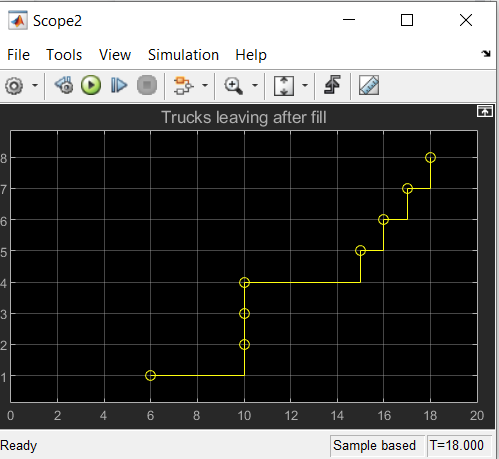 Scope2
File Tools View Simulation Help
Trucks leaving after fill
8
7
6
5
4
3
2
1
0 2 4 6 8 10 12 14 16 18 20
Ready Sample based T=18.000